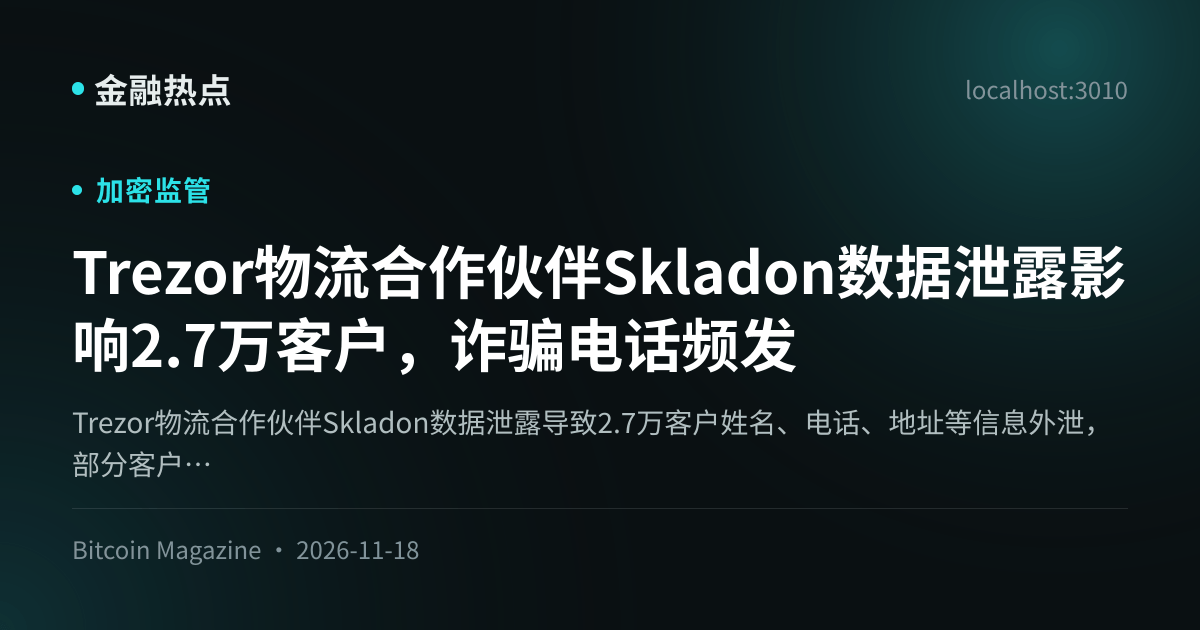 金融热点
localhost:3010
加密监管
Trezor物流合作伙伴Skladon数据泄露影
响2.7万客户，诈骗电话频发
Trezor物流合作伙伴Skladon数据泄露导致2.7万客户姓名、电话、地址等信息外泄，
部分客户…
Bitcoin Magazine · 2026-11-18